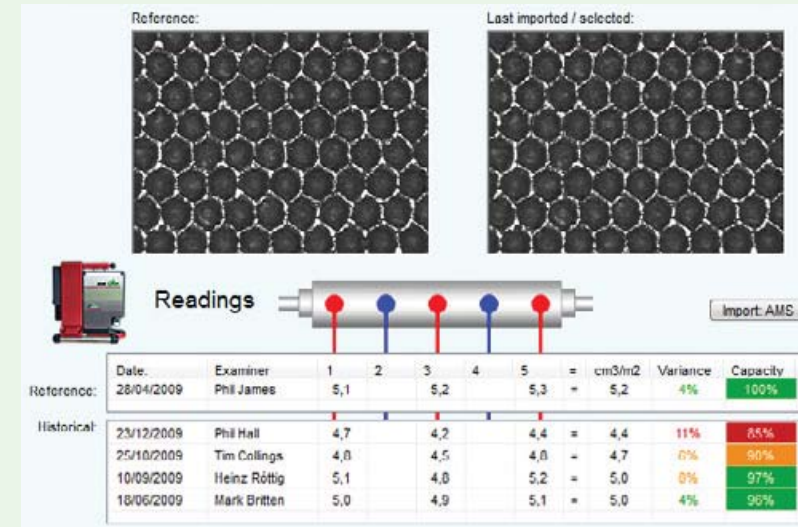 Reference: Last imported / selected:
Readings
Import: AMS
Date. Examiner 1 2 3 4 5 = cm3/m2 Variance Capacity
Reference: 28/04/2009 Phil James 5,1 5,2 5,3 = 5,2 4% 100%
Historical:
23/12/2009 Phil Hall 4,7 4,2 4,4 = 4,4 11% 85%
25/10/2009 Tim Collings 4,8 4,5 4,8 = 4,7 90%
10/09/2009 Heinz Röttig 5,1 4,8 5,2 = 5,0 97%
18/06/2009 Mark Britten 5,0 4,9 5,1 = 5,0 4% 96%